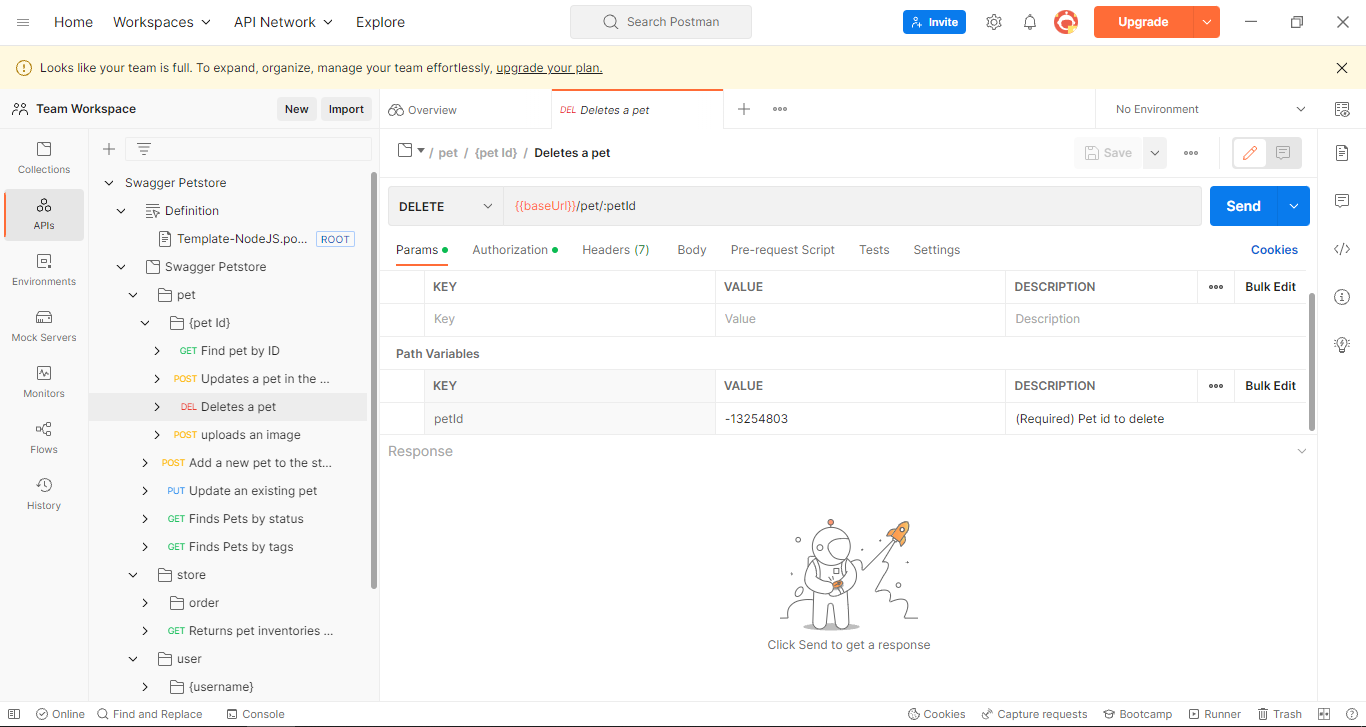 Home Workspaces API Network Explore Search Postman Invite Upgrade
Looks like your team is full. To expand, organize, manage your team effortlessly, upgrade your plan.
Team Workspace New Import
Overview DEL Deletes a pet No Environment
Collections
APIs
Environments
Mock Servers
Monitors
Flows
History
Swagger Petstore
Definition
Template-NodeJS.po... ROOT
Swagger Petstore
pet
{pet Id}
GET Find pet by ID
POST Updates a pet in the ...
DEL Deletes a pet
POST uploads an image
POST Add a new pet to the st...
PUT Update an existing pet
GET Finds Pets by status
GET Finds Pets by tags
store
order
GET Returns pet inventories ...
user
{username}
/ pet / {pet Id} / Deletes a pet Save
DELETE {{baseUrl}}/pet/:petId Send
Params Authorization Headers (7) Body Pre-request Script Tests Settings Cookies
KEY VALUE DESCRIPTION Bulk Edit
Key Value Description
Path Variables
KEY VALUE DESCRIPTION Bulk Edit
petId -13254803 (Required) Pet id to delete
Response
Click Send to get a response
Online Find and Replace Console Cookies Capture requests Bootcamp Runner Trash